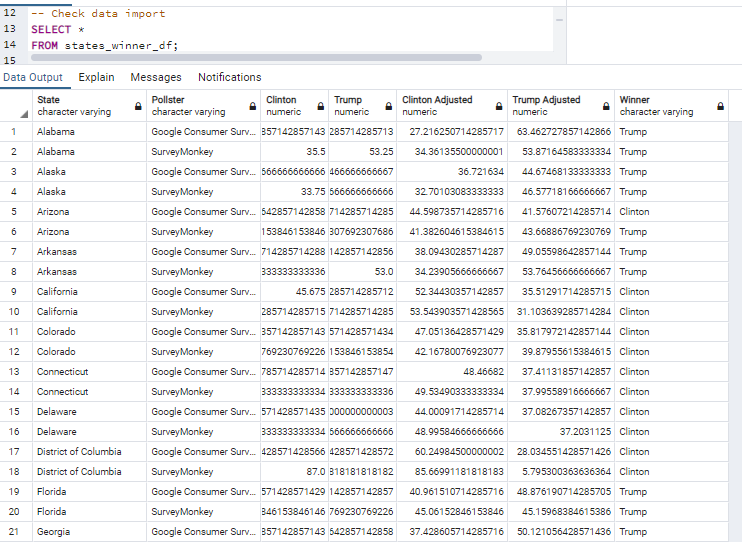 12 -- Check data import
13 SELECT *
14 FROM states_winner_df;
15
Data Output Explain Messages Notifications
State Pollster Clinton Trump Clinton Adjusted Trump Adjusted Winner
character varying character varying numeric numeric numeric numeric character varying
1 Alabama Google Consumer Surv... 857142857143 285714285713 27.216250714285717 63.462727857142866 Trump
2 Alabama SurveyMonkey 35.5 53.25 34.36135500000001 53.87164583333334 Trump
3 Alaska Google Consumer Surv... 666666666666 466666666667 36.721634 44.67468133333333 Trump
4 Alaska SurveyMonkey 33.75 666666666666 32.70103083333333 46.57718166666667 Trump
5 Arizona Google Consumer Surv... 642857142858 714285714285 44.598735714285716 41.57607214285714 Clinton
6 Arizona SurveyMonkey 153846153846 307692307686 41.382604615384615 43.66886769230769 Trump
7 Arkansas Google Consumer Surv... 714285714288 142857142856 38.09430285714287 49.05598642857144 Trump
8 Arkansas SurveyMonkey 333333333336 53.0 34.23905666666667 53.76456666666667 Trump
9 California Google Consumer Surv... 45.675 285714285712 52.34430357142857 35.51291714285715 Clinton
10 California SurveyMonkey 285714285715 714285714285 53.543903571428565 31.103639285714284 Clinton
11 Colorado Google Consumer Surv... 357142857143 571428571434 47.05136428571429 35.817972142857144 Clinton
12 Colorado SurveyMonkey 769230769226 153846153854 42.16780076923077 39.87955615384615 Clinton
13 Connecticut Google Consumer Surv... 785714285714 857142857147 48.46682 37.41131857142857 Clinton
14 Connecticut SurveyMonkey 333333333334 333333333336 49.53490333333334 37.99558916666667 Clinton
15 Delaware Google Consumer Surv... 571428571435 000000000003 44.00091714285714 37.08267357142857 Clinton
16 Delaware SurveyMonkey 333333333334 666666666666 48.99584666666666 37.2031125 Clinton
17 District of Columbia Google Consumer Surv... 428571428566 428571428572 60.24984500000002 28.034551428571426 Clinton
18 District of Columbia SurveyMonkey 87.0 818181818182 85.66991181818183 5.795300363636364 Clinton
19 Florida Google Consumer Surv... 571428571429 142857142857 40.961510714285716 48.876190714285705 Trump
20 Florida SurveyMonkey 846153846146 769230769226 45.06152846153846 45.15968384615386 Trump
21 Georgia Google Consumer Surv... 857142857143 642857142858 37.428605714285716 50.121056428571436 Trump